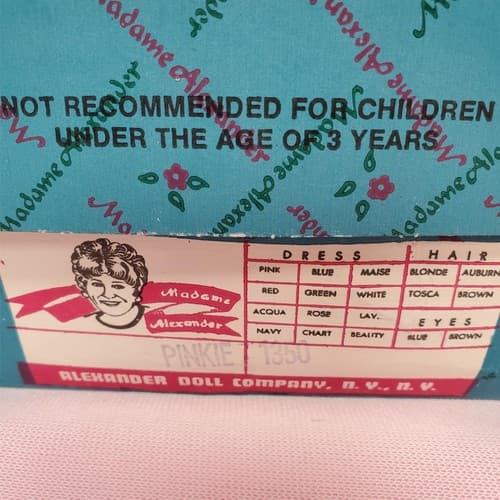 Madame Alexander
NOT RECOMMENDED FOR CHILDREN
UNDER THE AGE OF 3 YEARS
Madame Alexander
DRESS HAIR
PINK BLUE MAISE BLONDE AUBURN
RED GREEN WHITE TOSCA BROWN
ACQUA ROSE LAV. EYES
NAVY CHART BEAUTY BLUE BROWN
PINKIE 1350
ALEXANDER DOLL COMPANY, N. Y., N. Y.